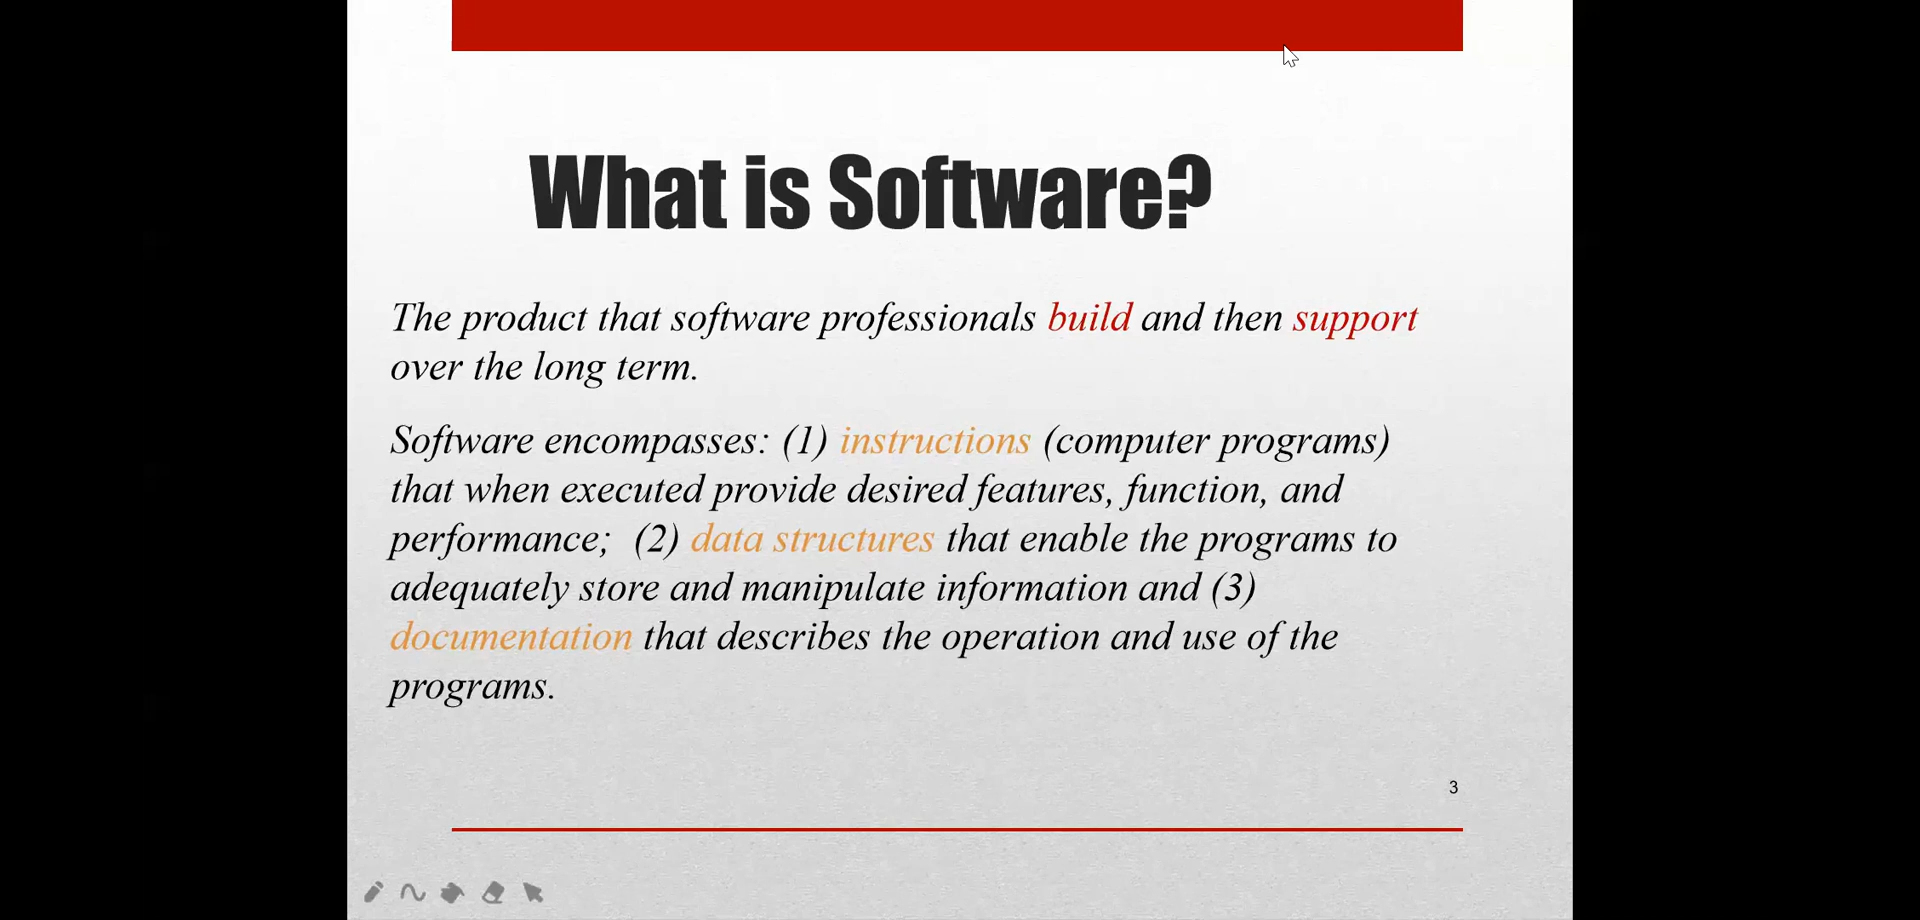 What is Software?
The product that software professionals build and then support
over the long term.
Software encompasses: (1) instructions (computer programs)
that when executed provide desired features, function, and
performance;  (2) data structures that enable the programs to
adequately store and manipulate information and (3)
documentation that describes the operation and use of the
programs.
3